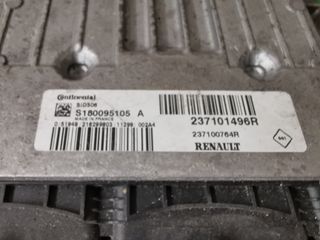 Continental
SID306
S180095105 A
MADE IN FRANCE
237101496R
237100764R
RENAULT